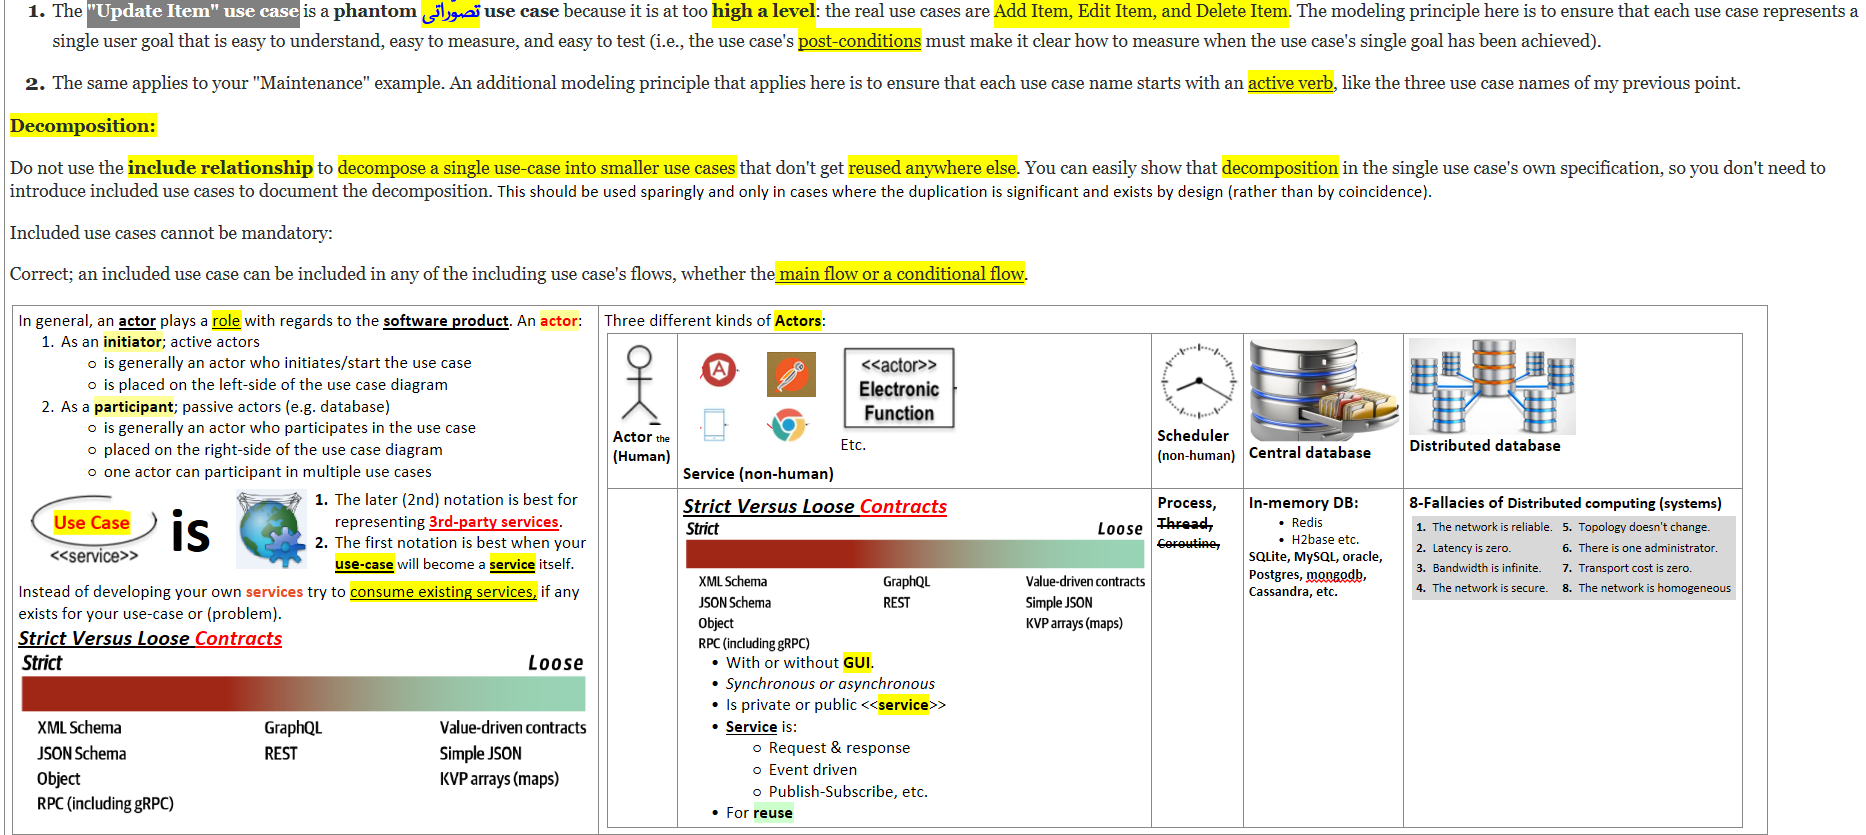 1. The "Update Item" use case is a phantom تصوراتی use case because it is at too high a level: the real use cases are Add Item, Edit Item, and Delete Item. The modeling principle here is to ensure that each use case represents a
single user goal that is easy to understand, easy to measure, and easy to test (i.e., the use case's post-conditions must make it clear how to measure when the use case's single goal has been achieved).
2. The same applies to your "Maintenance" example. An additional modeling principle that applies here is to ensure that each use case name starts with an active verb, like the three use case names of my previous point.
Decomposition:
Do not use the include relationship to decompose a single use-case into smaller use cases that don't get reused anywhere else. You can easily show that decomposition in the single use case's own specification, so you don't need to
introduce included use cases to document the decomposition. This should be used sparingly and only in cases where the duplication is significant and exists by design (rather than by coincidence).
Included use cases cannot be mandatory:
Correct; an included use case can be included in any of the including use case's flows, whether the main flow or a conditional flow.
In general, an actor plays a role with regards to the software product. An actor:
1. As an initiator; active actors
○ is generally an actor who initiates/start the use case
○ is placed on the left-side of the use case diagram
2. As a participant; passive actors (e.g. database)
○ is generally an actor who participates in the use case
○ placed on the right-side of the use case diagram
○ one actor can participate in multiple use cases
Use Case
<<service>>
is
1. The later (2nd) notation is best for
representing 3rd-party services.
2. The first notation is best when your
use-case will become a service itself.
Instead of developing your own services try to consume existing services, if any
exists for your use-case or (problem).
Strict Versus Loose Contracts
Strict Loose
XML Schema GraphQL Value-driven contracts
JSON Schema REST Simple JSON
Object KVP arrays (maps)
RPC (including gRPC)
Three different kinds of Actors:
Actor the
(Human)
<<actor>>
Electronic
Function
Etc.
Service (non-human)
Scheduler
(non-human)
Central database
Distributed database
Strict Versus Loose Contracts
Strict Loose
XML Schema GraphQL Value-driven contracts
JSON Schema REST Simple JSON
Object KVP arrays (maps)
RPC (including gRPC)
• With or without GUI.
• Synchronous or asynchronous
• Is private or public <<service>>
• Service is:
○ Request & response
○ Event driven
○ Publish-Subscribe, etc.
• For reuse
Process,
Thread,
Coroutine,
In-memory DB:
• Redis
• H2base etc.
SQLite, MySQL, oracle,
Postgres, mongodb,
Cassandra, etc.
8-Fallacies of Distributed computing (systems)
1. The network is reliable. 5. Topology doesn't change.
2. Latency is zero. 6. There is one administrator.
3. Bandwidth is infinite. 7. Transport cost is zero.
4. The network is secure. 8. The network is homogeneous